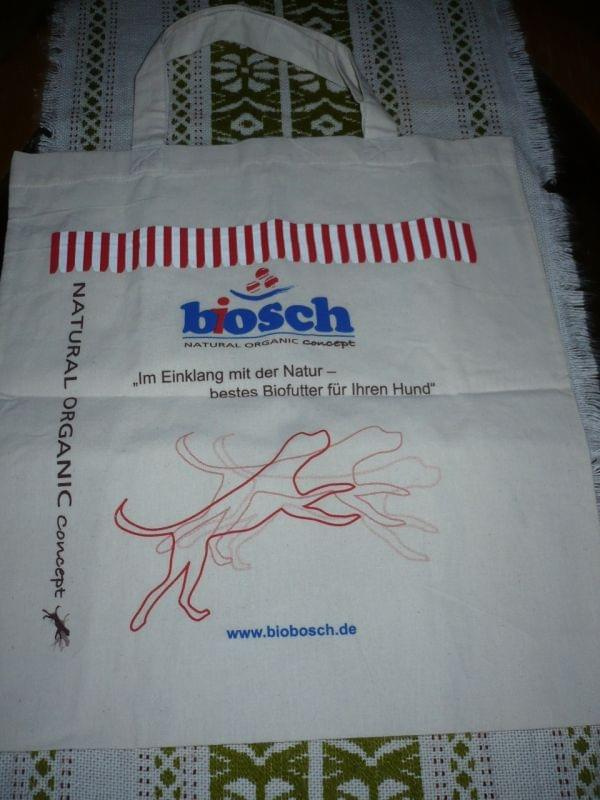 biosch
NATURAL ORGANIC concept
„Im Einklang mit der Natur –
bestes Biofutter für Ihren Hund“
www.biobosch.de
NATURAL ORGANIC concept